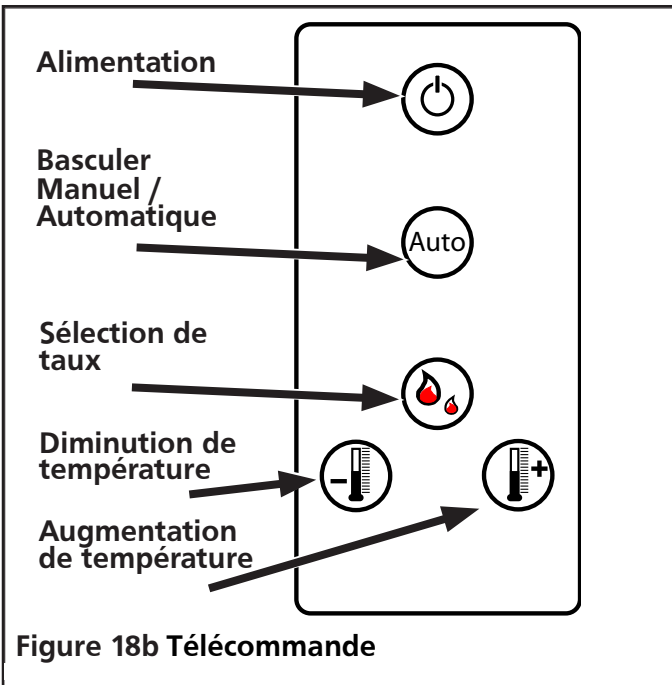 Alimentation
Basculer
Manuel /
Automatique
Auto
Sélection de
taux
Diminution de
température
– +
Augmentation
de température
Figure 18b Télécommande